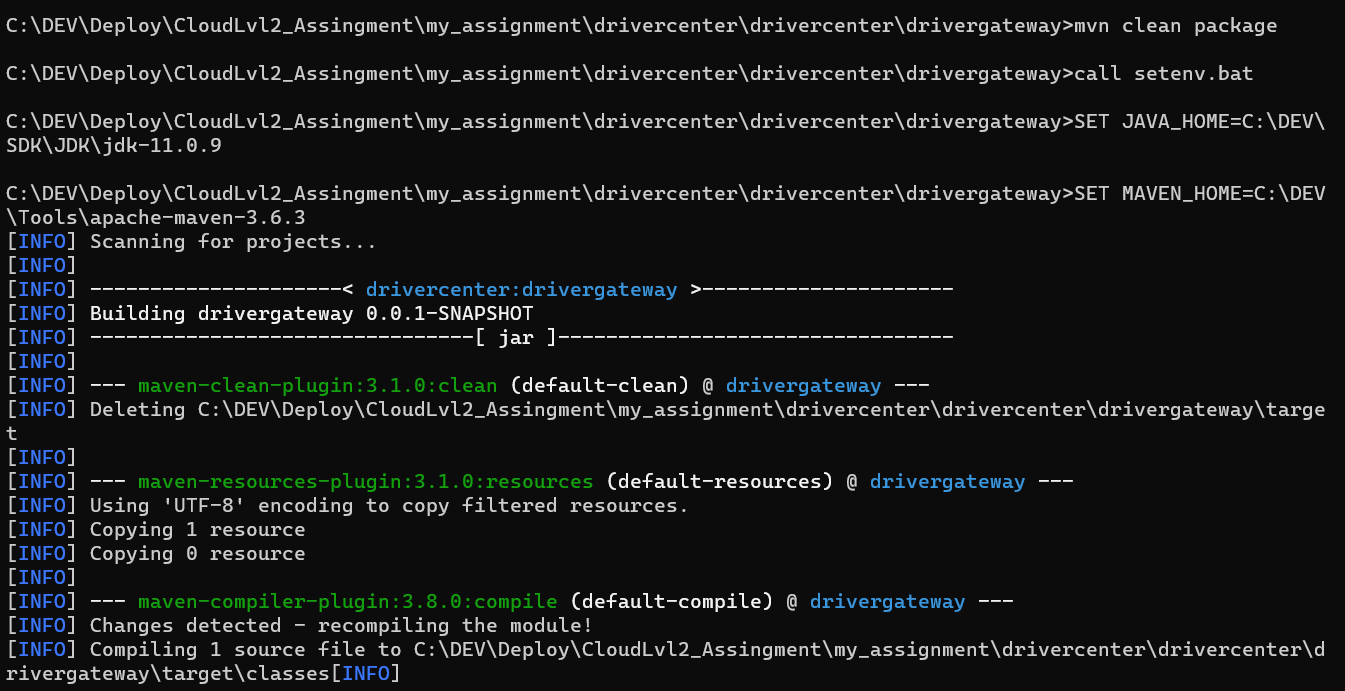 C:\DEV\Deploy\CloudLvl2_Assingment\my_assignment\drivercenter\drivercenter\drivergateway>mvn clean package
C:\DEV\Deploy\CloudLvl2_Assingment\my_assignment\drivercenter\drivercenter\drivergateway>call setenv.bat
C:\DEV\Deploy\CloudLvl2_Assingment\my_assignment\drivercenter\drivercenter\drivergateway>SET JAVA_HOME=C:\DEV\
SDK\JDK\jdk-11.0.9
C:\DEV\Deploy\CloudLvl2_Assingment\my_assignment\drivercenter\drivercenter\drivergateway>SET MAVEN_HOME=C:\DEV
\Tools\apache-maven-3.6.3
[INFO] Scanning for projects...
[INFO]
[INFO] ---------------------< drivercenter:drivergateway >---------------------
[INFO] Building drivergateway 0.0.1-SNAPSHOT
[INFO] --------------------------------[ jar ]---------------------------------
[INFO]
[INFO] --- maven-clean-plugin:3.1.0:clean (default-clean) @ drivergateway ---
[INFO] Deleting C:\DEV\Deploy\CloudLvl2_Assingment\my_assignment\drivercenter\drivercenter\drivergateway\targe
t
[INFO]
[INFO] --- maven-resources-plugin:3.1.0:resources (default-resources) @ drivergateway ---
[INFO] Using 'UTF-8' encoding to copy filtered resources.
[INFO] Copying 1 resource
[INFO] Copying 0 resource
[INFO]
[INFO] --- maven-compiler-plugin:3.8.0:compile (default-compile) @ drivergateway ---
[INFO] Changes detected - recompiling the module!
[INFO] Compiling 1 source file to C:\DEV\Deploy\CloudLvl2_Assingment\my_assignment\drivercenter\drivercenter\d
rivergateway\target\classes[INFO]